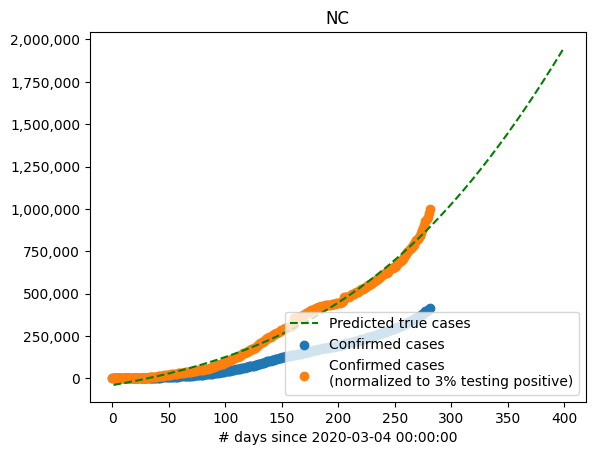 NC
2,000,000
1,750,000
1,500,000
1,250,000
1,000,000
750,000
500,000
250,000
0
Predicted true cases
Confirmed cases
Confirmed cases
(normalized to 3% testing positive)
0 50 100 150 200 250 300 350 400
# days since 2020-03-04 00:00:00